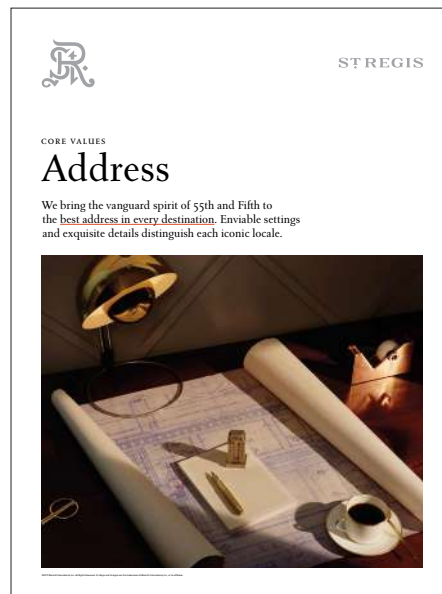 ST REGIS
CORE VALUES
Address
We bring the vanguard spirit of 55th and Fifth to
the best address in every destination. Enviable settings
and exquisite details distinguish each iconic locale.